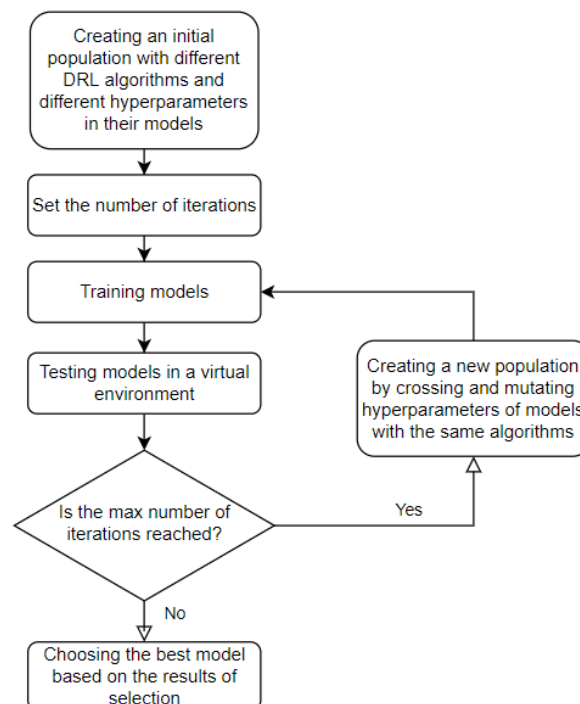 Creating an initial
population with different
DRL algorithms and
different hyperparameters
in their models
Set the number of iterations
Training models
Testing models in a virtual
environment
Creating a new population
by crossing and mutating
hyperparameters of models
with the same algorithms
Is the max number of
iterations reached?
Yes
No
Choosing the best model
based on the results of
selection